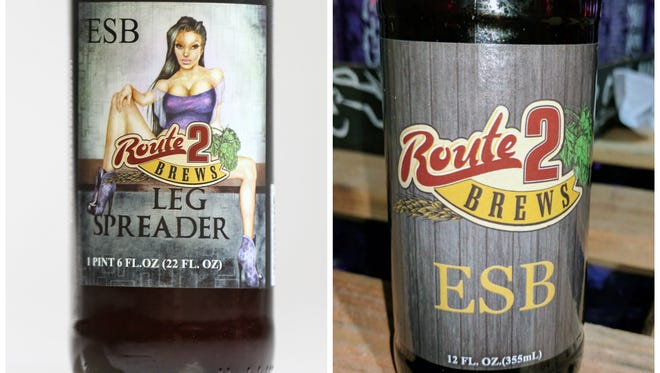 ESB
Route 2
BREWS
LEG
SPREADER
1 PINT 6 FL.OZ (22 FL. OZ)
Route 2
BREWS
ESB
12 FL. OZ.(355mL)